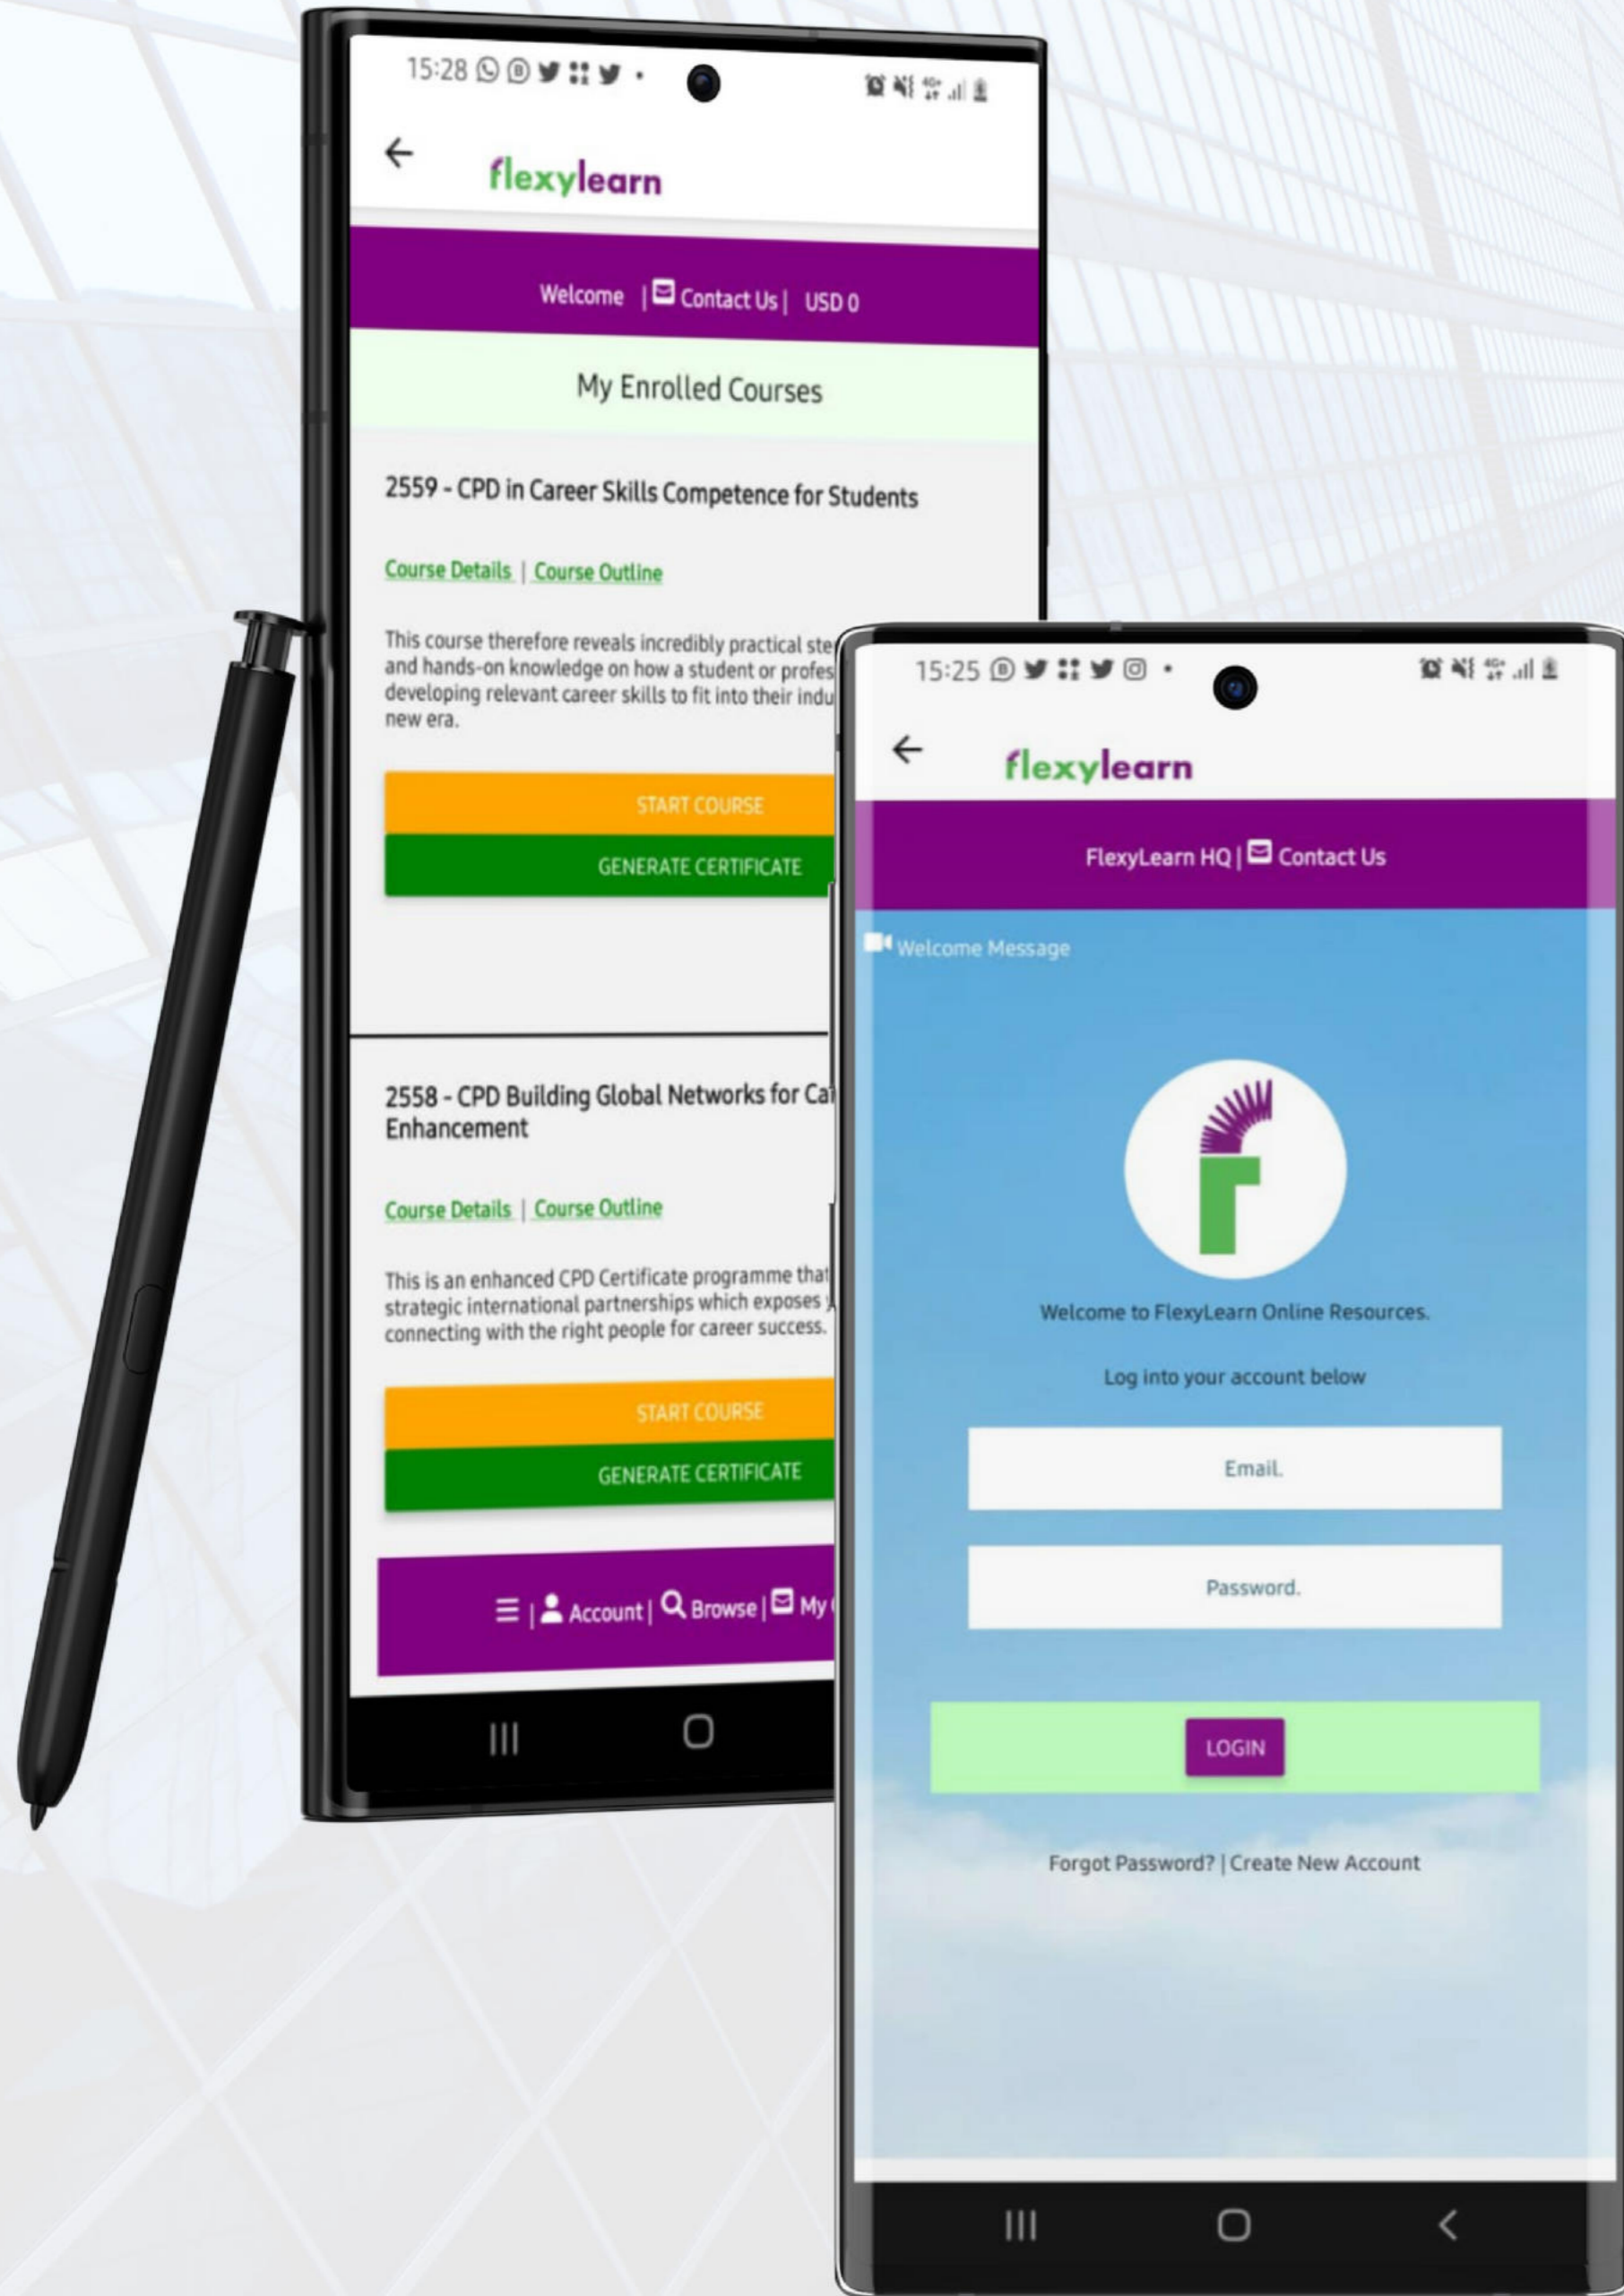 15:28
flexylearn
Welcome | Contact Us | USD 0
My Enrolled Courses
2559 - CPD in Career Skills Competence for Students
Course Details | Course Outline
This course therefore reveals incredibly practical
and hands-on knowledge on how a student or
developing relevant career skills to fit into their
new era.
START COURSE
GENERATE CERTIFICATE
2558 - CPD Building Global Networks for
Enhancement
Course Details | Course Outline
This is an enhanced CPD Certificate programme that
strategic international partnerships which exposes
connecting with the right people for career success.
START COURSE
GENERATE CERTIFICATE
| Account | Browse | My
15:25
flexylearn
FlexyLearn HQ | Contact Us
Welcome Message
Welcome to FlexyLearn Online Resources.
Log into your account below
Email.
Password.
LOGIN
Forgot Password? | Create New Account